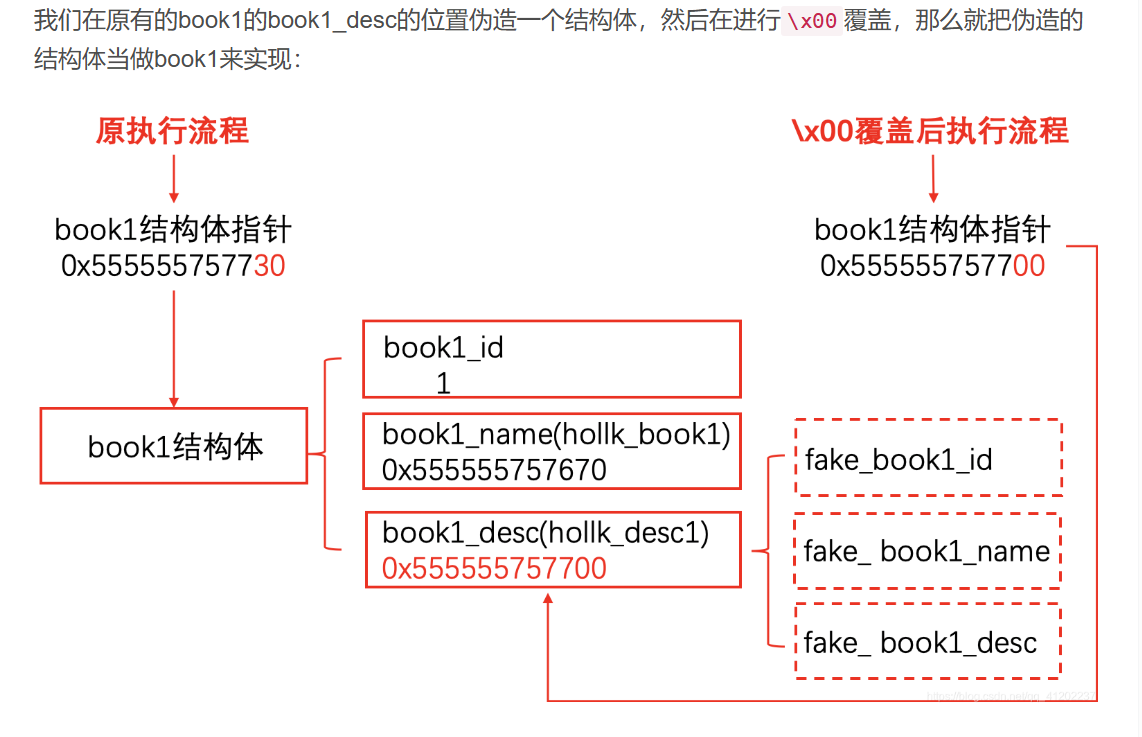 我们在原有的book1的book1_desc的位置伪造一个结构体，然后在进行\x00覆盖，那么就把伪造的
结构体当做book1来实现：
原执行流程
\x00覆盖后执行流程
book1结构体指针
0x555555757730
book1结构体指针
0x555555757700
book1_id
1
book1结构体
book1_name(hollk_book1)
0x555555757670
book1_desc(hollk_desc1)
0x555555757700
fake_book1_id
fake_ book1_name
fake_ book1_desc